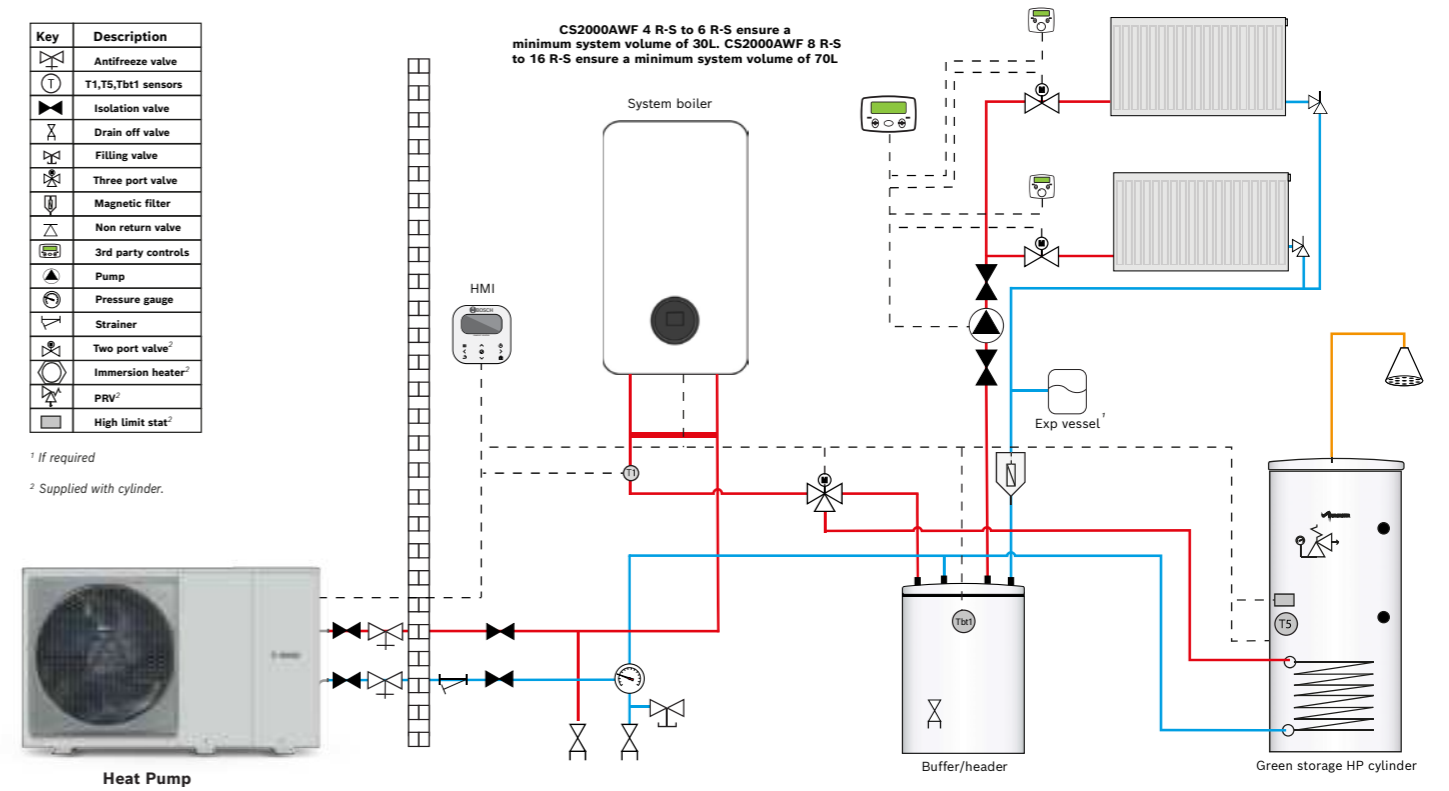 Key Description
Antifreeze valve
T T1,T5,Tbt1 sensors
Isolation valve
Drain off valve
Filling valve
Three port valve
Magnetic filter
Non return valve
3rd party controls
Pump
Pressure gauge
Strainer
Two port valve²
Immersion heater²
PRV²
High limit stat²
¹ If required
² Supplied with cylinder.
CS2000AWF 4 R-S to 6 R-S ensure a
minimum system volume of 30L. CS2000AWF 8 R-S
to 16 R-S ensure a minimum system volume of 70L
System boiler
HMI
BOSCH
M
M
Exp vessel¹
T1
M
Tbt1
T5
Heat Pump
Buffer/header
Green storage HP cylinder